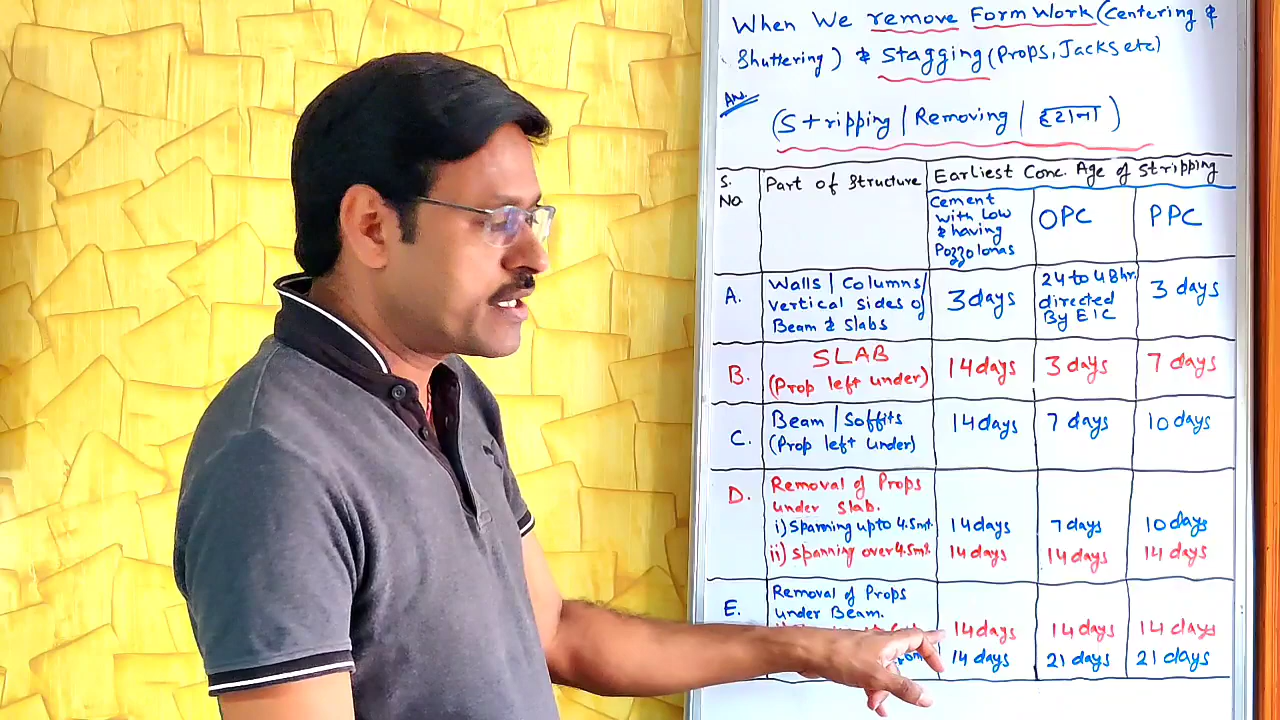 When We remove Form Work (Centering &
Shuttering) & Stagging (Props, Jacks etc)
Ans.
(Stripping / Removing / हटाना)
S. No
Part of Structure
Earliest Conc. Age of Stripping
Cement
with Low
& having
Pozzolonas
OPC
PPC
A.
Walls / Columns/
Vertical sides of
Beam & Slabs
3 days
24 to 48 hr.
directed
By EIC
3 days
B.
SLAB
(Prop left under)
14 days
3 days
7 days
C.
Beam / Soffits
(Prop left under)
14 days
7 days
10 days
D.
Removal of Props
under slab.
i) Spanning upto 4.5mt.
14 days
7 days
10 days
ii) Spanning over 4.5mt.
14 days
14 days
14 days
E.
Removal of Props
under Beam.
14 days
14 days
14 days
14 days
21 days
21 days